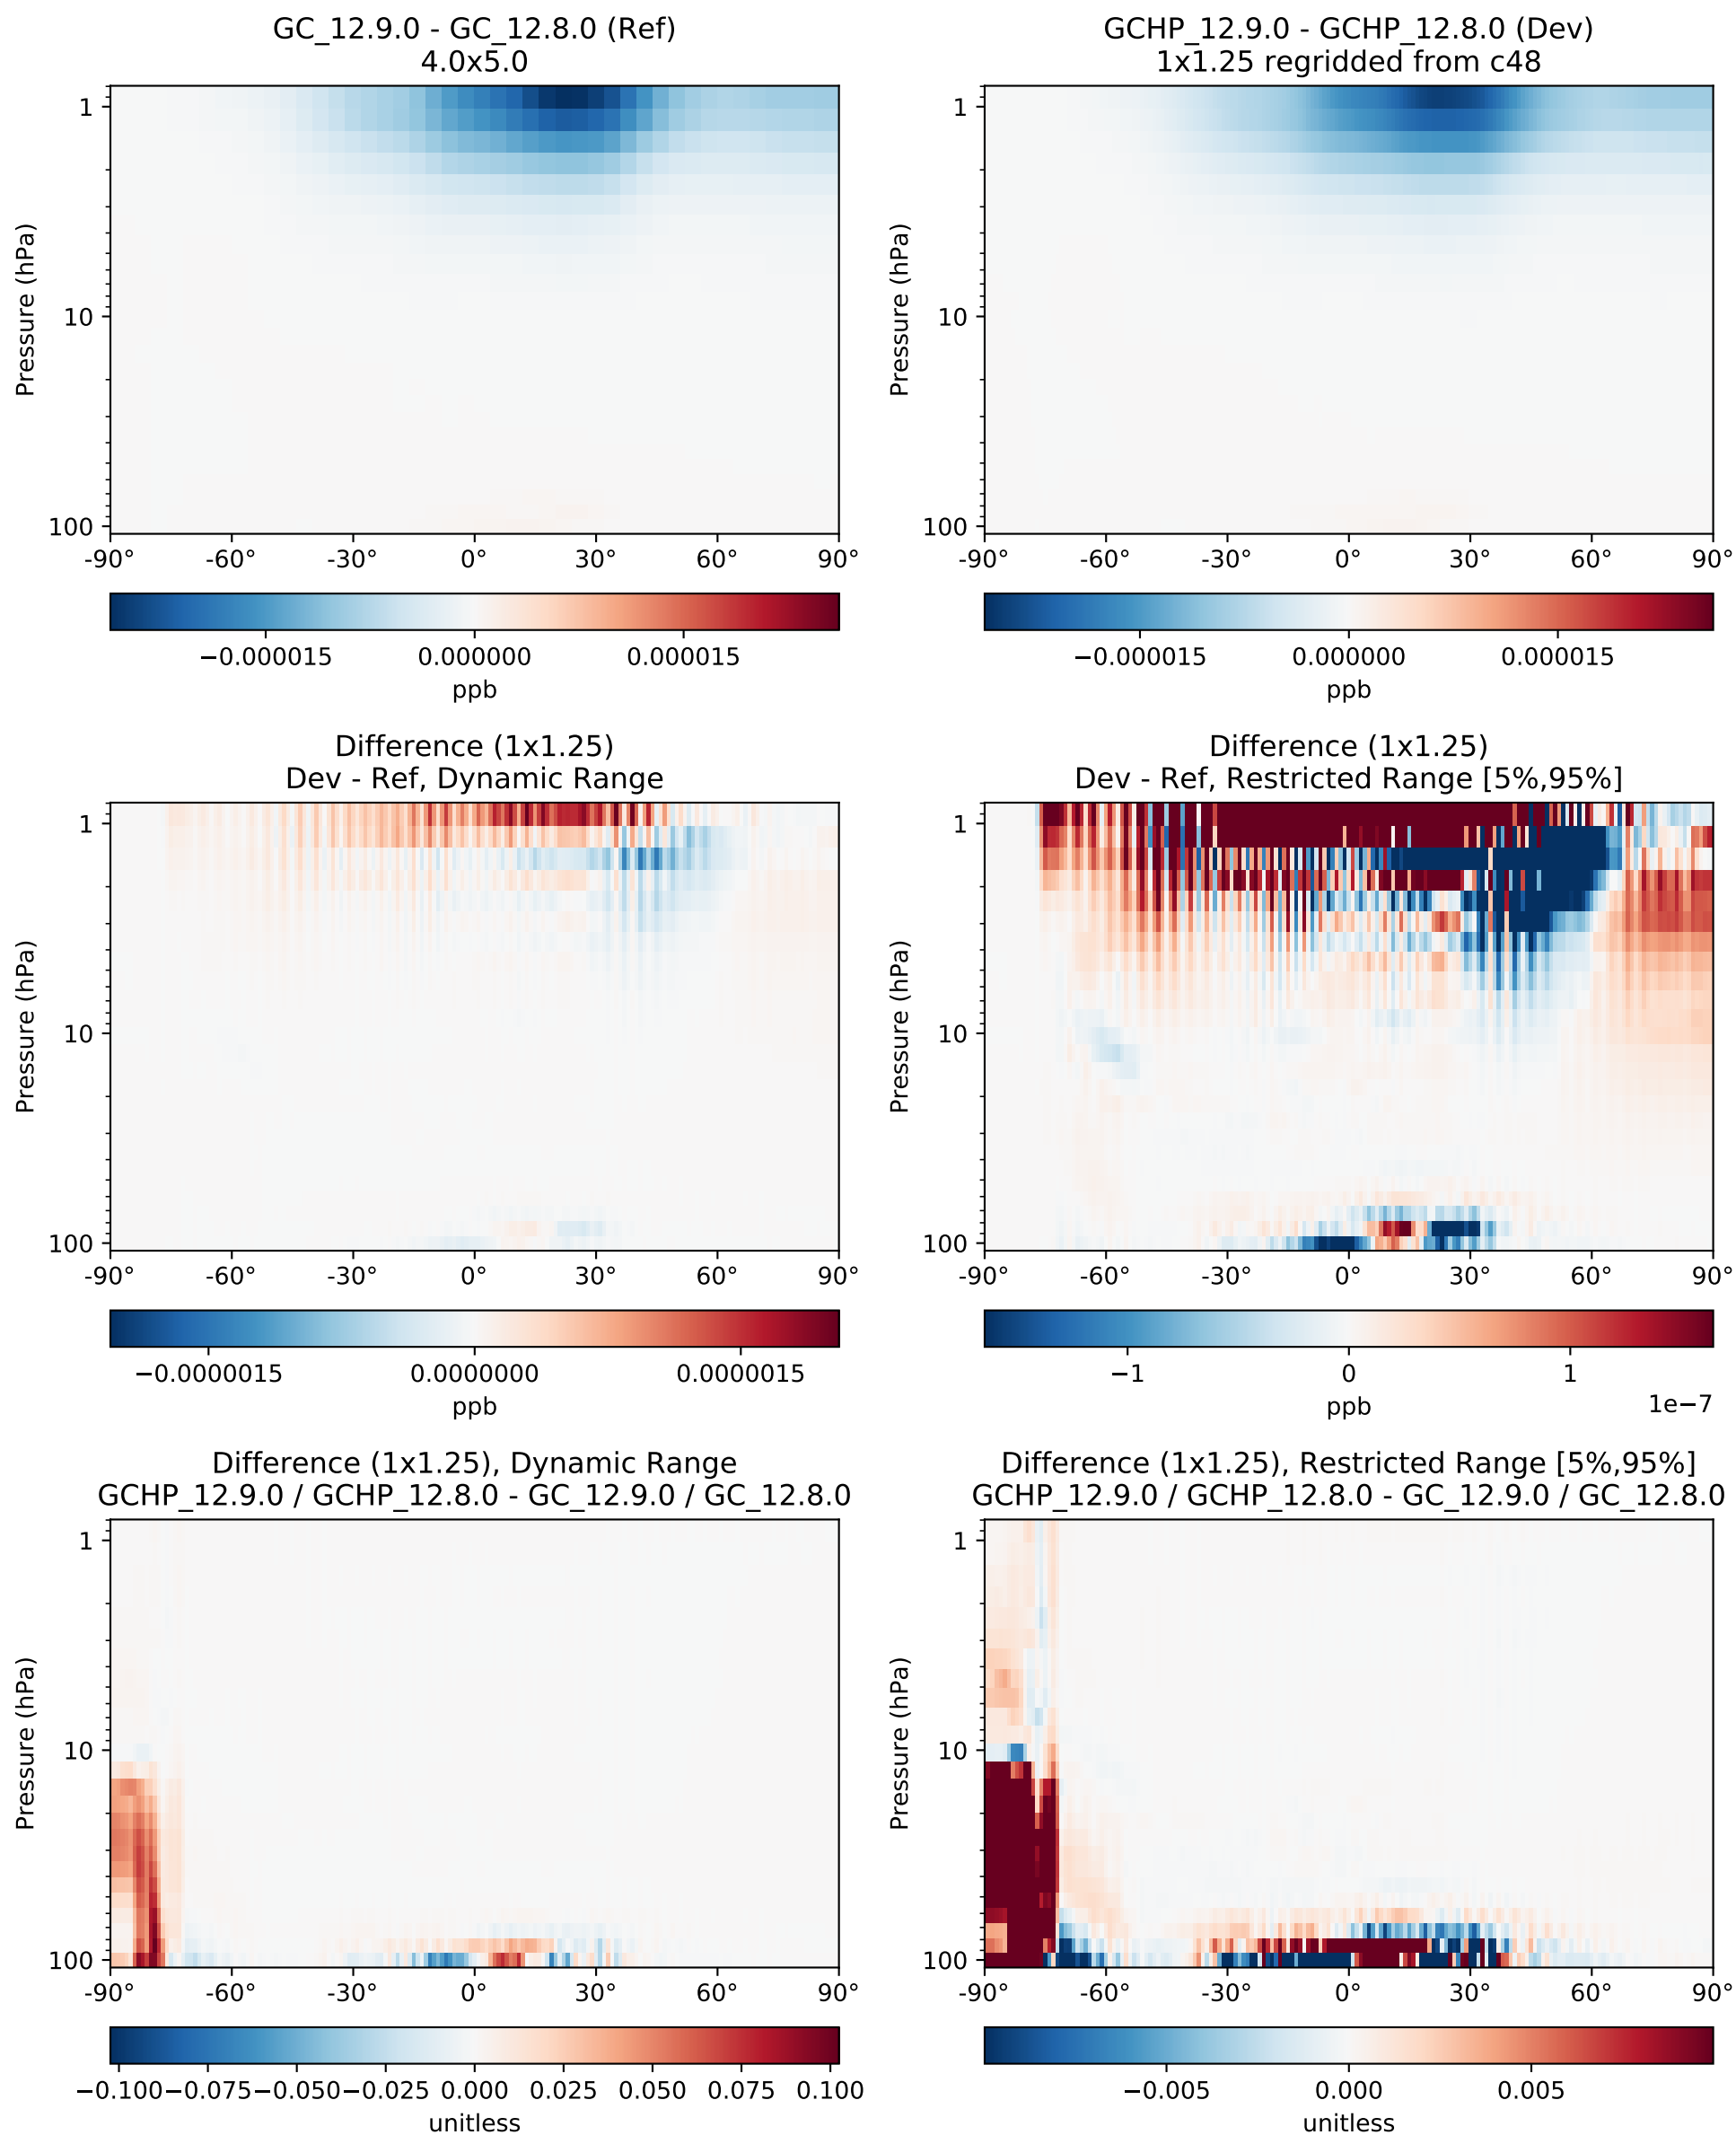 GC_12.9.0 - GC_12.8.0 (Ref)
4.0x5.0
GCHP_12.9.0 - GCHP_12.8.0 (Dev)
1x1.25 regridded from c48
Pressure (hPa)
1
10
100
-90° -60° -30° 0° 30° 60° 90°
−0.000015 0.000000 0.000015
ppb
Pressure (hPa)
1
10
100
-90° -60° -30° 0° 30° 60° 90°
−0.000015 0.000000 0.000015
ppb
Difference (1x1.25)
Dev - Ref, Dynamic Range
Pressure (hPa)
1
10
100
-90° -60° -30° 0° 30° 60° 90°
−0.0000015 0.0000000 0.0000015
ppb
Difference (1x1.25)
Dev - Ref, Restricted Range [5%,95%]
Pressure (hPa)
1
10
100
-90° -60° -30° 0° 30° 60° 90°
−1 0 1
1e−7
ppb
Difference (1x1.25), Dynamic Range
GCHP_12.9.0 / GCHP_12.8.0 - GC_12.9.0 / GC_12.8.0
Pressure (hPa)
1
10
100
-90° -60° -30° 0° 30° 60° 90°
−0.100 −0.075 −0.050 −0.025 0.000 0.025 0.050 0.075 0.100
unitless
Difference (1x1.25), Restricted Range [5%,95%]
GCHP_12.9.0 / GCHP_12.8.0 - GC_12.9.0 / GC_12.8.0
Pressure (hPa)
1
10
100
-90° -60° -30° 0° 30° 60° 90°
−0.005 0.000 0.005
unitless